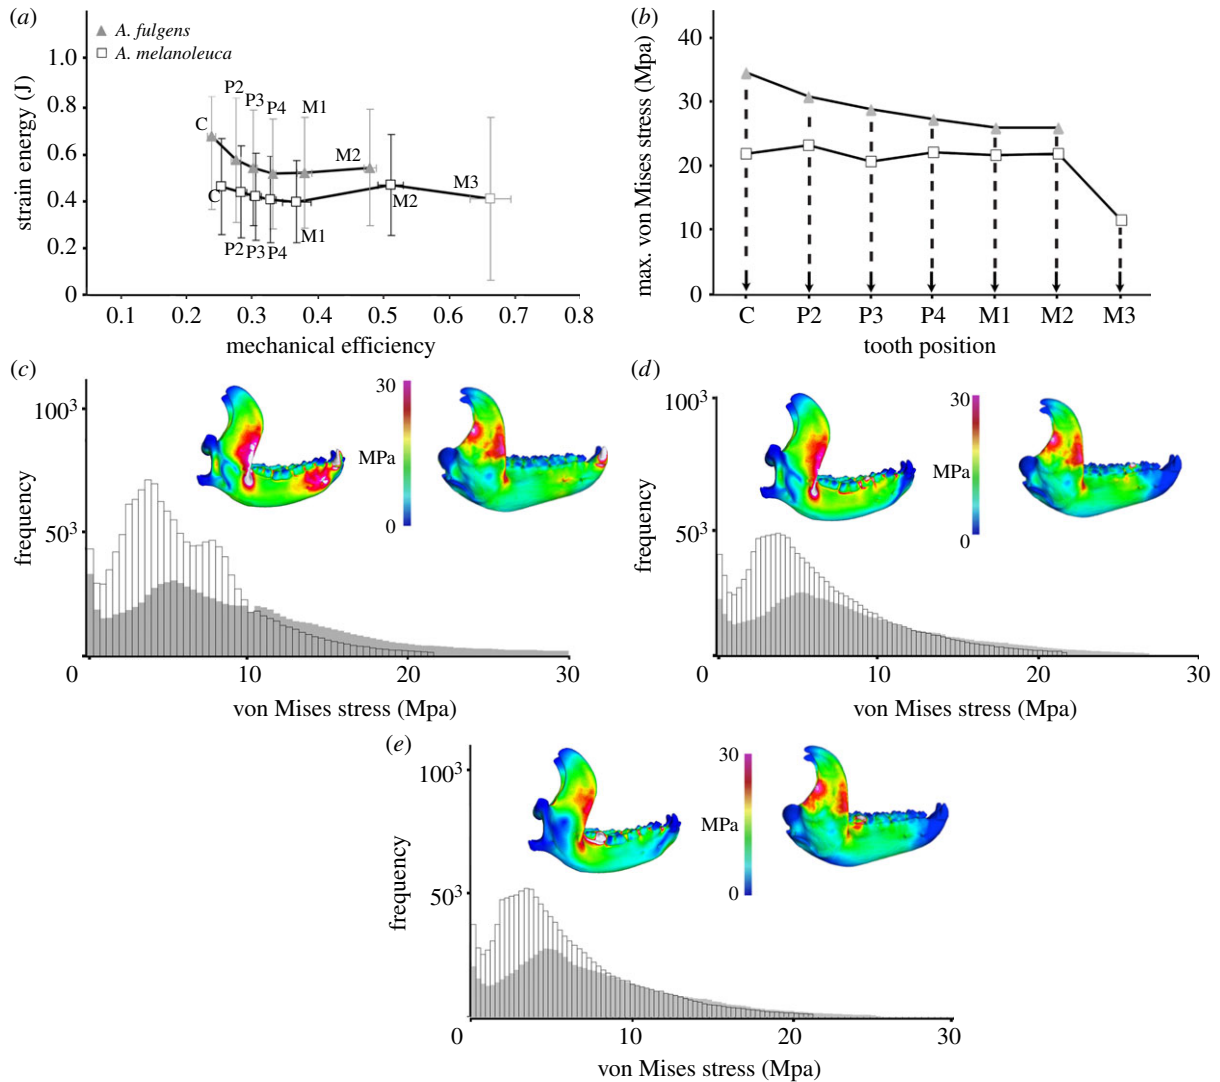 (a)
A. fulgens
A. melanoleuca
strain energy (J)
1.0
0.8
0.6
0.4
0.2
0
C
P2
P3
P4
M1
M2
M3
C
P2
P3
P4
M1
M2
0.1 0.2 0.3 0.4 0.5 0.6 0.7 0.8
mechanical efficiency
(b)
max. von Mises stress (Mpa)
40
30
20
10
0
C P2 P3 P4 M1 M2 M3
tooth position
(c)
100³
50³
frequency
30
MPa
0
0 10 20 30
von Mises stress (Mpa)
(d)
100³
50³
frequency
30
MPa
0
0 10 20 30
von Mises stress (Mpa)
(e)
100³
50³
frequency
30
MPa
0
0 10 20 30
von Mises stress (Mpa)